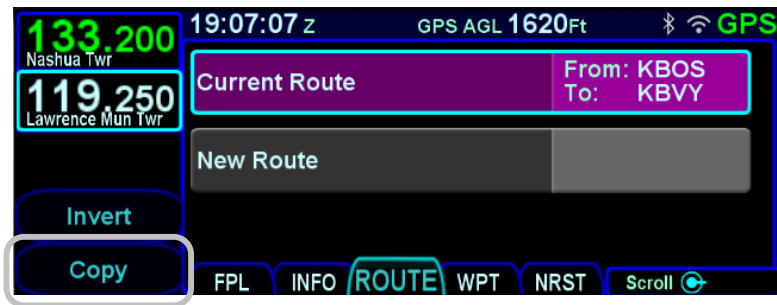 133.200
Nashua Twr
119.250
Lawrence Mun Twr
Invert
Copy
19:07:07 Z GPS AGL 1620Ft GPS
Current Route From: KBOS
To: KBVY
New Route
FPL INFO ROUTE WPT NRST Scroll